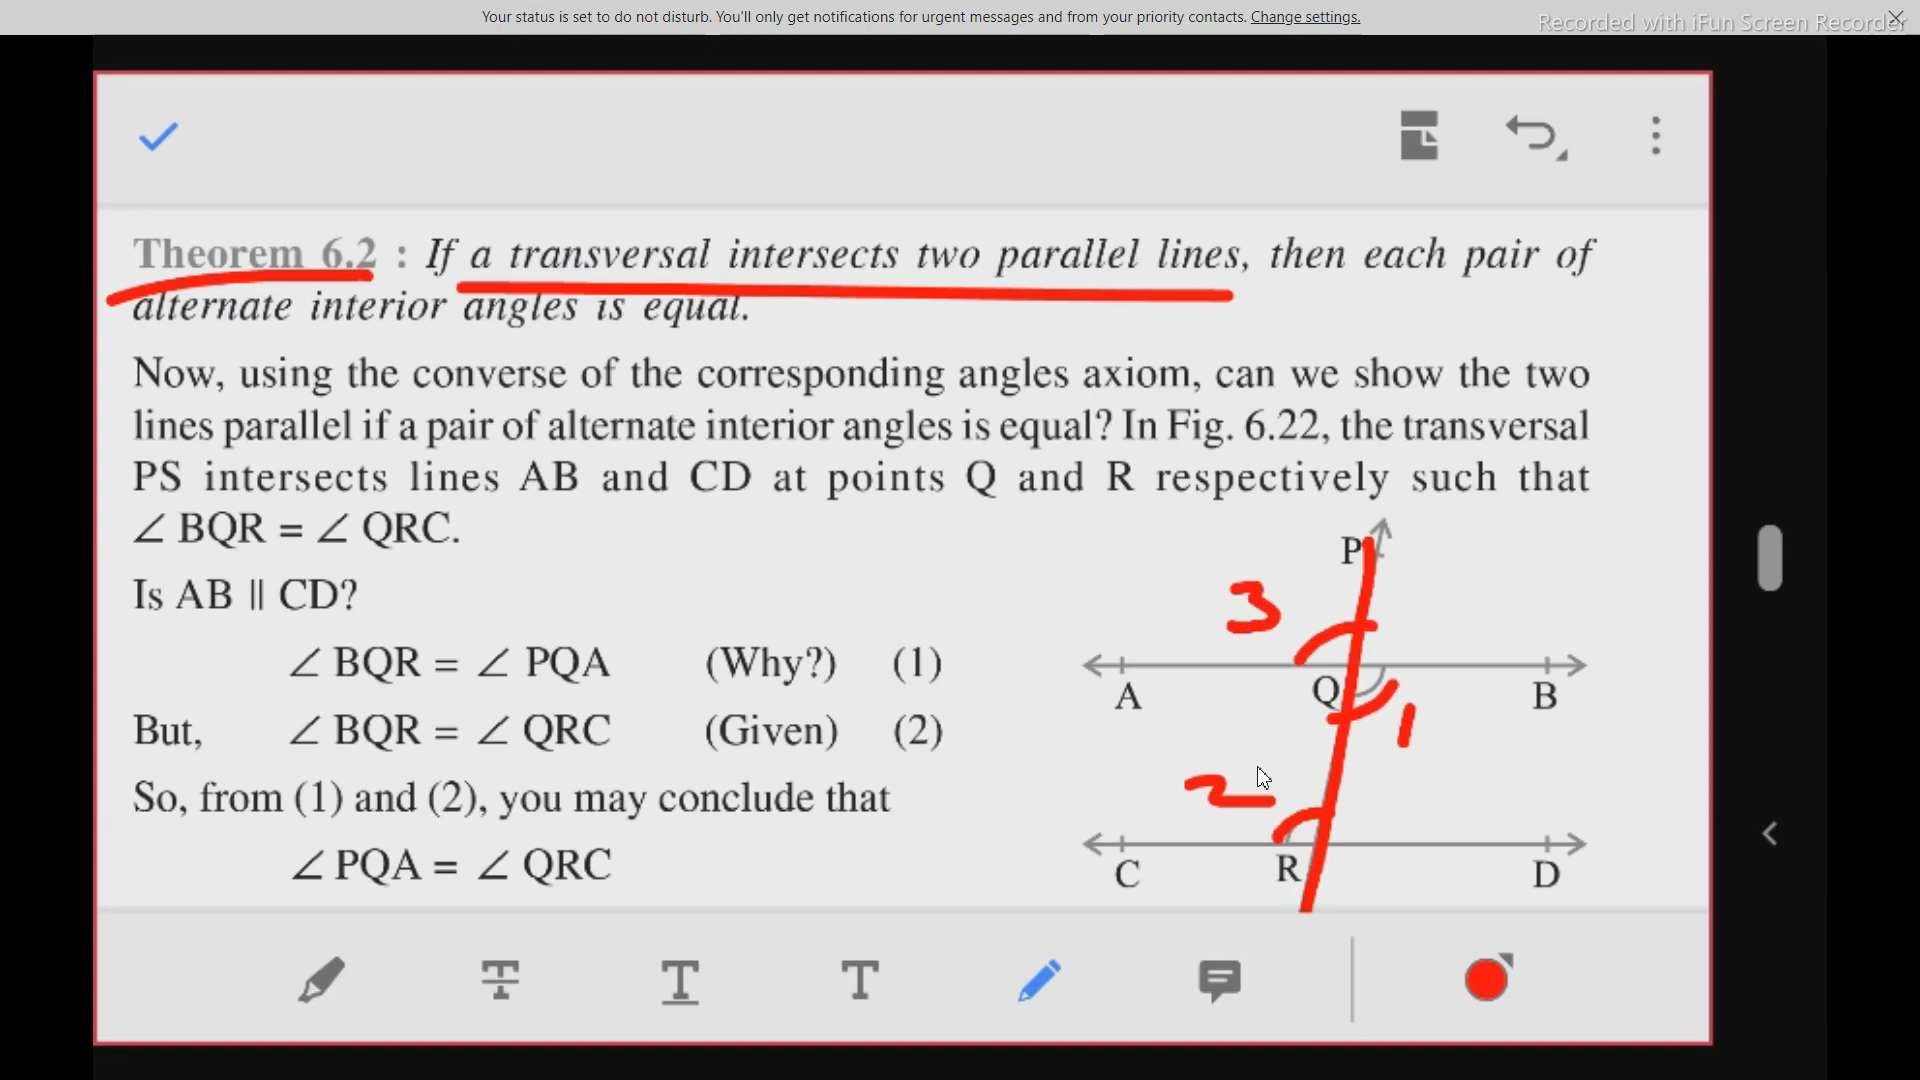 Your status is set to do not disturb. You'll only get notifications for urgent messages and from your priority contacts. Change settings.
Recorded with iFun Screen Recorder
Theorem 6.2 : If a transversal intersects two parallel lines, then each pair of
alternate interior angles is equal.
Now, using the converse of the corresponding angles axiom, can we show the two
lines parallel if a pair of alternate interior angles is equal? In Fig. 6.22, the transversal
PS intersects lines AB and CD at points Q and R respectively such that
∠ BQR = ∠ QRC.
Is AB || CD?
∠ BQR = ∠ PQA (Why?) (1)
But, ∠ BQR = ∠ QRC (Given) (2)
So, from (1) and (2), you may conclude that
∠ PQA = ∠ QRC
P
3
A Q B
1
2
C R D